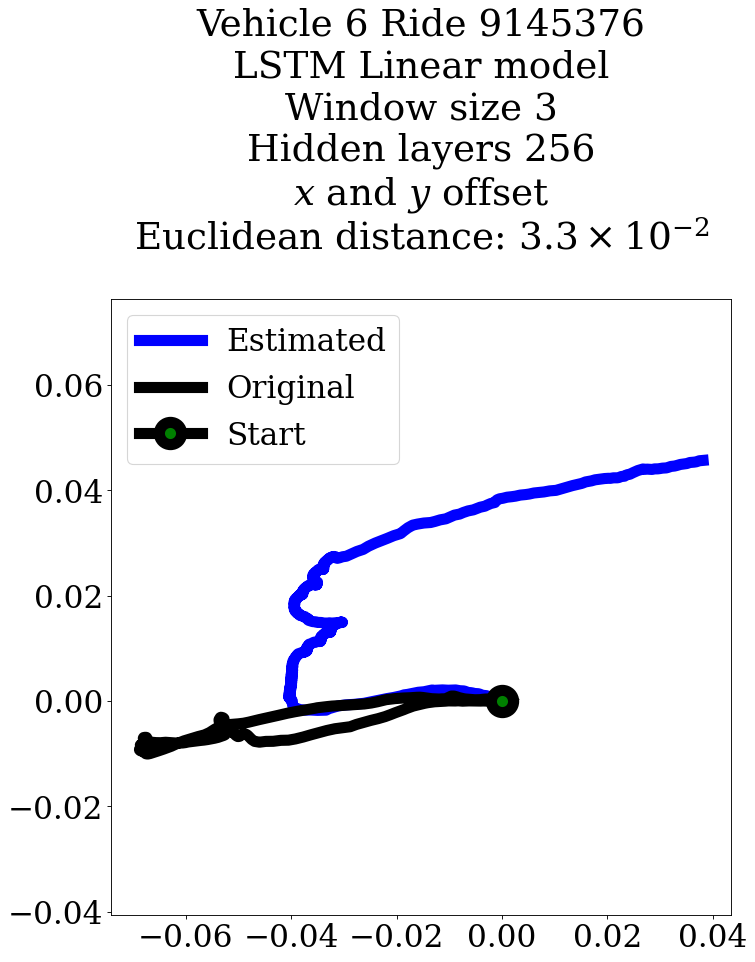 Vehicle 6 Ride 9145376
LSTM Linear model
Window size 3
Hidden layers 256
x and y offset
Euclidean distance: 3.3 × 10⁻²
Estimated
Original
Start
0.06
0.04
0.02
0.00
−0.02
−0.04
−0.06 −0.04 −0.02 0.00 0.02 0.04